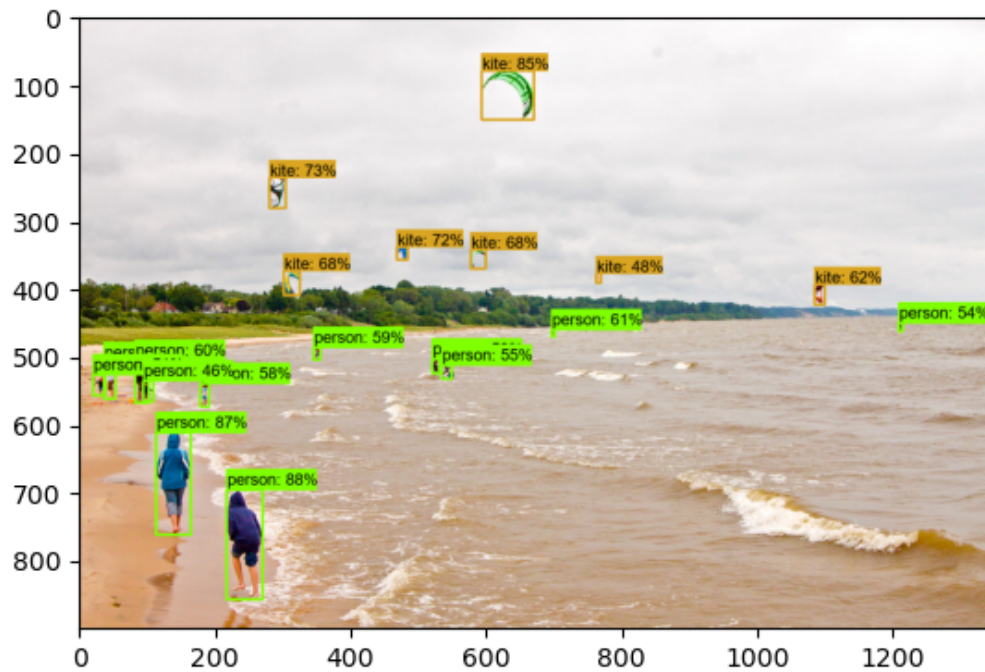 0
kite: 85%
100
200
kite: 73%
300
kite: 72%
kite: 68%
kite: 68%
kite: 48%
kite: 62%
400
person: 61%
person: 54%
person: 59%
500
person: 60%
person: 55%
person
person: 46%
on: 58%
600
person: 87%
700
person: 88%
800
0
200
400
600
800
1000
1200